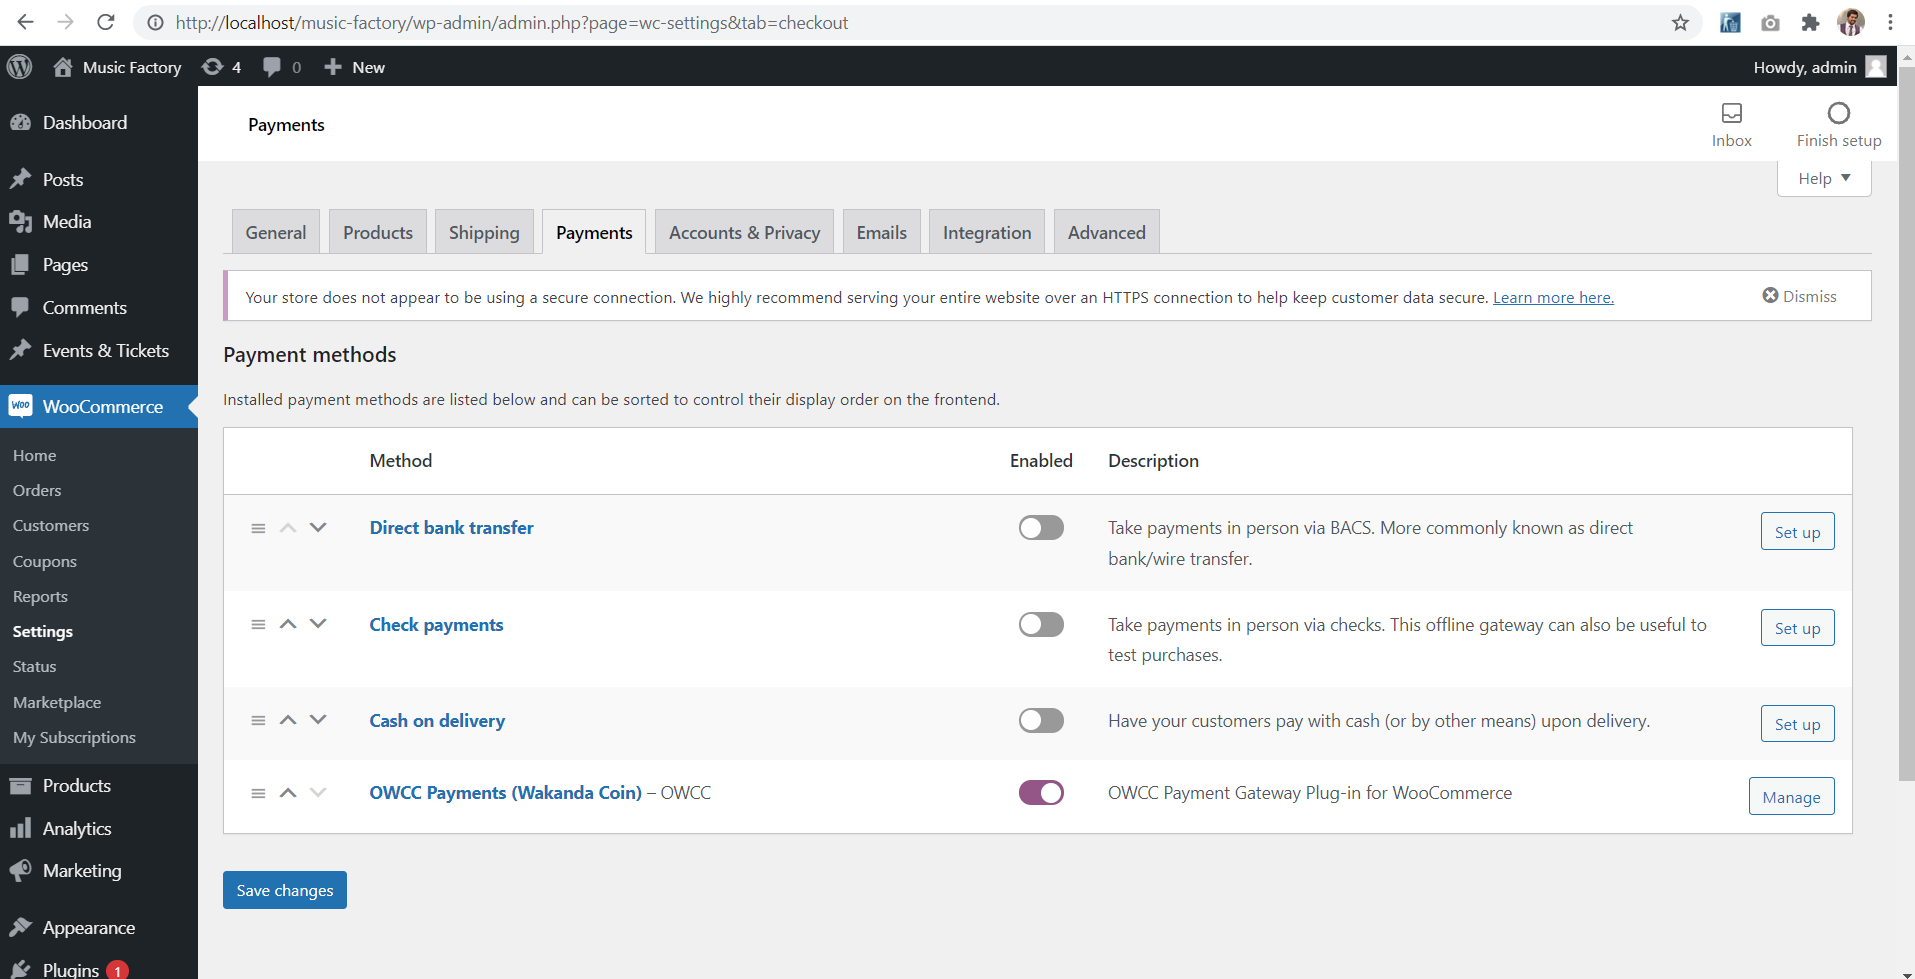 http://localhost/music-factory/wp-admin/admin.php?page=wc-settings&tab=checkout
Music Factory 4 0 New
Howdy, admin
Dashboard
Posts
Media
Pages
Comments
Events & Tickets
Woo WooCommerce
Home
Orders
Customers
Coupons
Reports
Settings
Status
Marketplace
My Subscriptions
Products
Analytics
Marketing
Appearance
Plugins 1
Payments
Inbox
Finish setup
Help
General Products Shipping Payments Accounts & Privacy Emails Integration Advanced
Your store does not appear to be using a secure connection. We highly recommend serving your entire website over an HTTPS connection to help keep customer data secure. Learn more here.
Dismiss
Payment methods
Installed payment methods are listed below and can be sorted to control their display order on the frontend.
Method Enabled Description
Direct bank transfer
Take payments in person via BACS. More commonly known as direct
bank/wire transfer.
Set up
Check payments
Take payments in person via checks. This offline gateway can also be useful to
test purchases.
Set up
Cash on delivery
Have your customers pay with cash (or by other means) upon delivery.
Set up
OWCC Payments (Wakanda Coin) – OWCC
OWCC Payment Gateway Plug-in for WooCommerce
Manage
Save changes